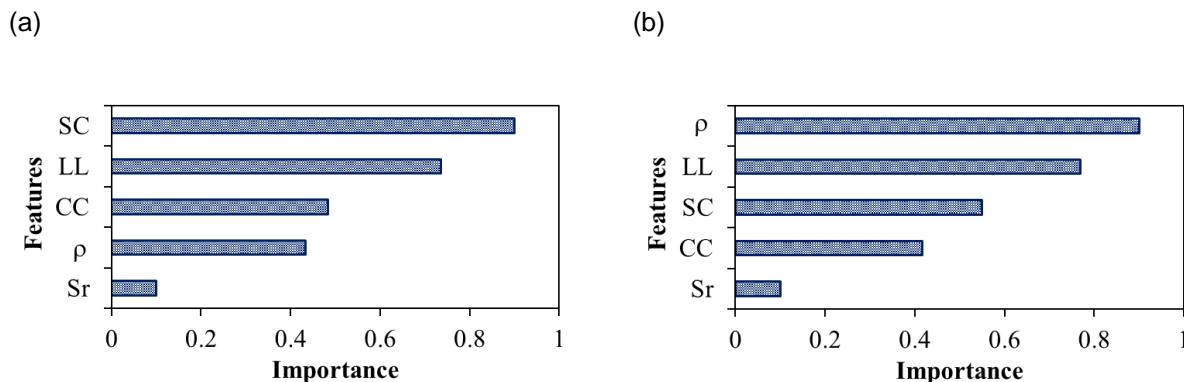 (a)
SC
LL
CC
ρ
Sr
Features
0 0.2 0.4 0.6 0.8 1
Importance
(b)
ρ
LL
SC
CC
Sr
Features
0 0.2 0.4 0.6 0.8 1
Importance